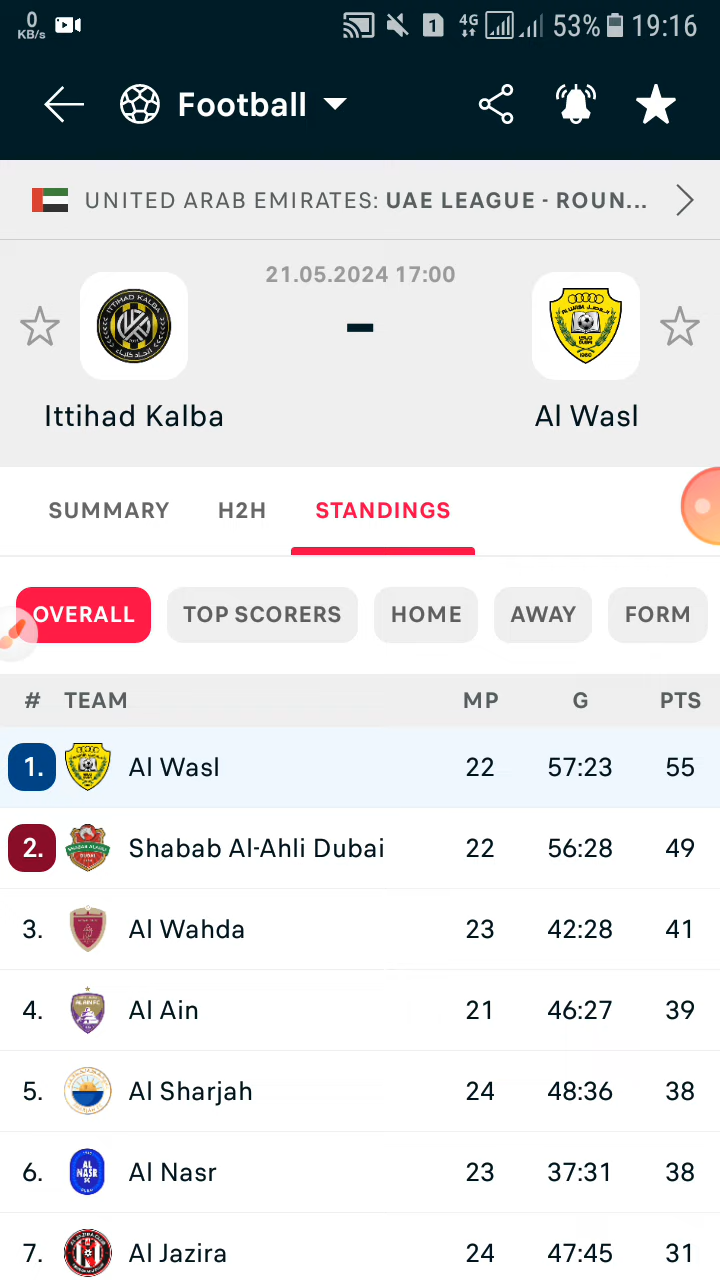 0
KB/s
1
4G
53%
19:16
Football
UNITED ARAB EMIRATES: UAE LEAGUE - ROUN...
21.05.2024 17:00
-
Ittihad Kalba
Al Wasl
SUMMARY H2H STANDINGS
OVERALL TOP SCORERS HOME AWAY FORM
# TEAM MP G PTS
1. Al Wasl 22 57:23 55
2. Shabab Al-Ahli Dubai 22 56:28 49
3. Al Wahda 23 42:28 41
4. Al Ain 21 46:27 39
5. Al Sharjah 24 48:36 38
6. AL NASR SC Al Nasr 23 37:31 38
7. Al Jazira 24 47:45 31